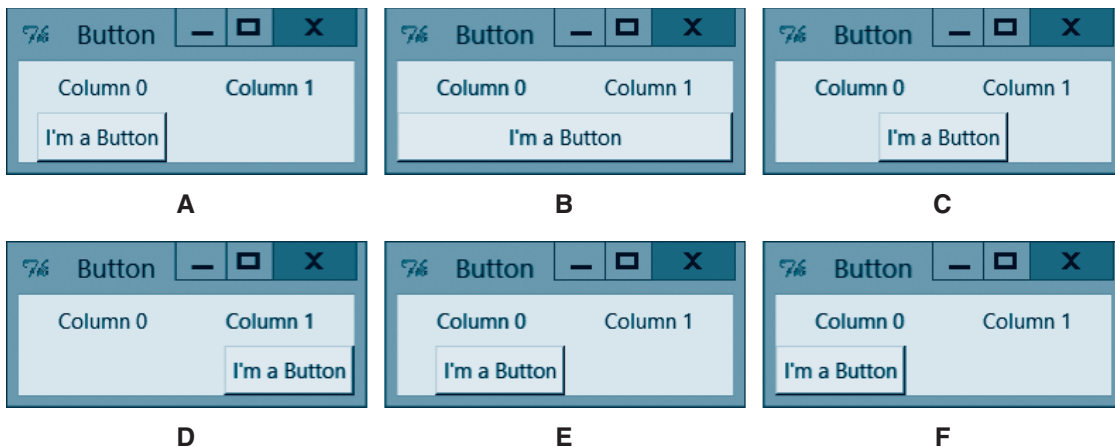 Button X Button X Button X
Column 0 Column 1 Column 0 Column 1 Column 0 Column 1
I'm a Button I'm a Button I'm a Button
A B C
Button X Button X Button X
Column 0 Column 1 Column 0 Column 1 Column 0 Column 1
I'm a Button I'm a Button I'm a Button
D E F